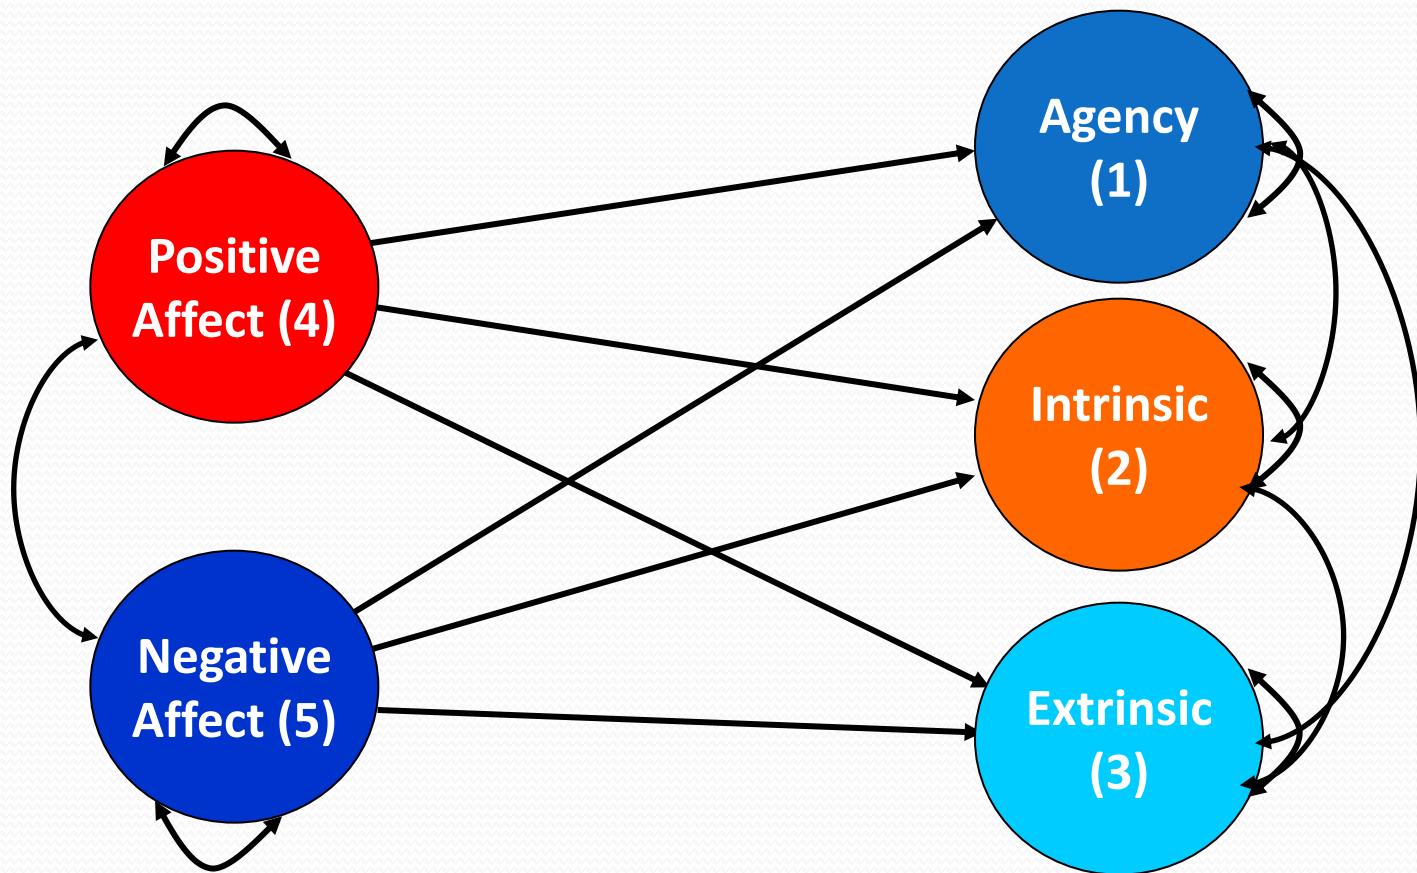 Positive
Affect (4)
Negative
Affect (5)
Agency
(1)
Intrinsic
(2)
Extrinsic
(3)